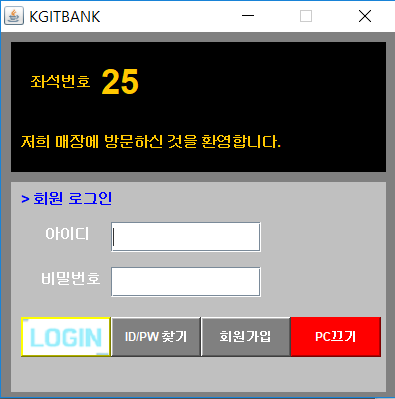 KGITBANK
좌석번호 25
저희 매장에 방문하신 것을 환영합니다.
> 회원 로그인
아이디
비밀번호
LOGIN ID/PW 찾기 회원가입 PC끄기